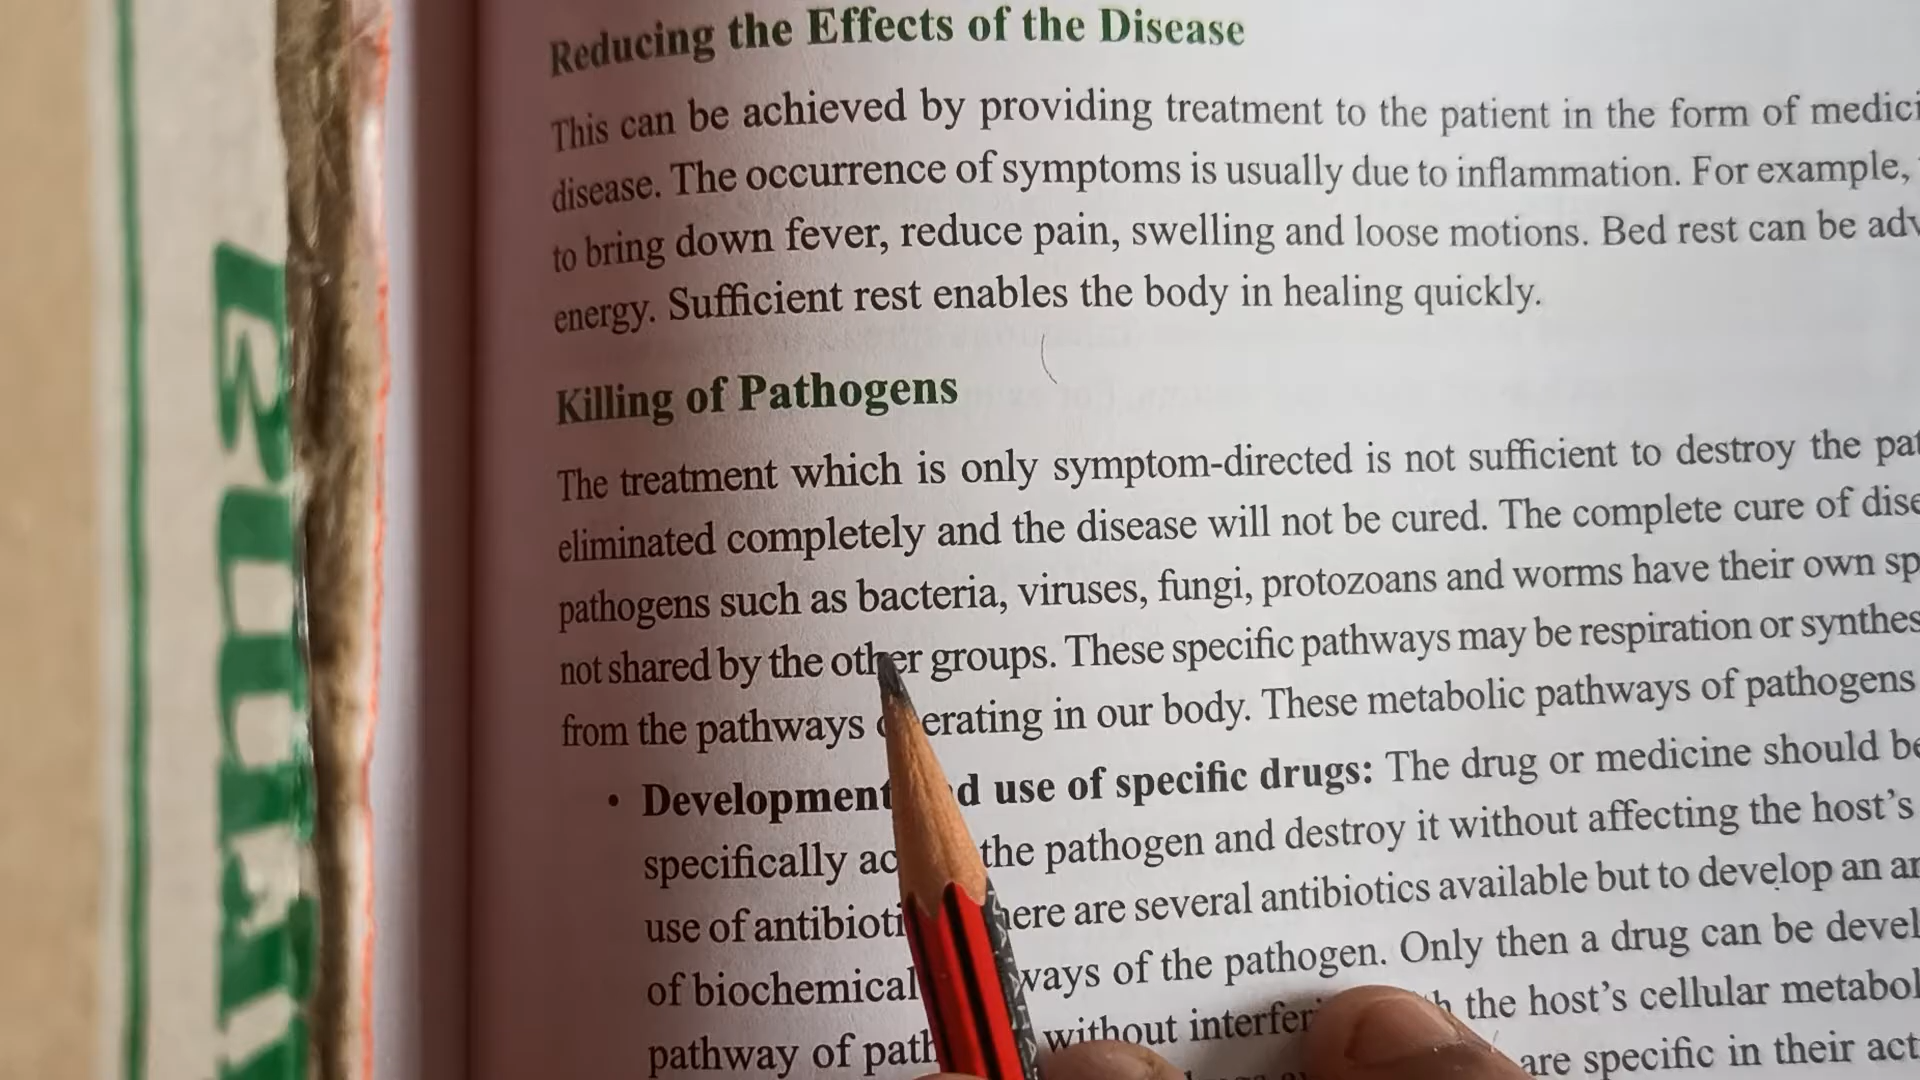 Reducing the Effects of the Disease
This can be achieved by providing treatment to the patient in the form of medici
disease. The occurrence of symptoms is usually due to inflammation. For example,
to bring down fever, reduce pain, swelling and loose motions. Bed rest can be adv
energy. Sufficient rest enables the body in healing quickly.
Killing of Pathogens
The treatment which is only symptom-directed is not sufficient to destroy the pat
eliminated completely and the disease will not be cured. The complete cure of dise
pathogens such as bacteria, viruses, fungi, protozoans and worms have their own sp
not shared by the other groups. These specific pathways may be respiration or synthes
from the pathways erating in our body. These metabolic pathways of pathogens
• Development d use of specific drugs: The drug or medicine should be
specifically ac the pathogen and destroy it without affecting the host's
use of antibioti here are several antibiotics available but to develop an an
of biochemical ways of the pathogen. Only then a drug can be devel
pathway of path without interfer the host's cellular metabol
are specific in their act